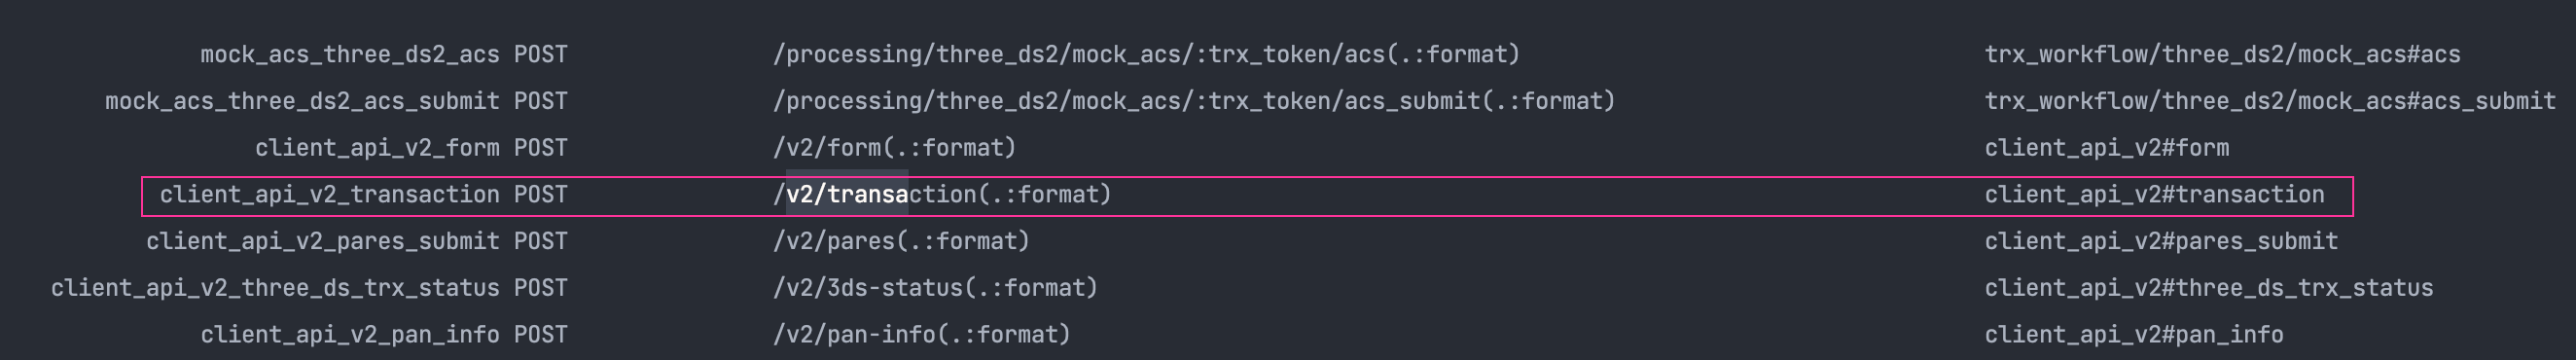 mock_acs_three_ds2_acs POST /processing/three_ds2/mock_acs/:trx_token/acs(.:format) trx_workflow/three_ds2/mock_acs#acs
mock_acs_three_ds2_acs_submit POST /processing/three_ds2/mock_acs/:trx_token/acs_submit(.:format) trx_workflow/three_ds2/mock_acs#acs_submit
client_api_v2_form POST /v2/form(.:format) client_api_v2#form
client_api_v2_transaction POST /v2/transaction(.:format) client_api_v2#transaction
client_api_v2_pares_submit POST /v2/pares(.:format) client_api_v2#pares_submit
client_api_v2_three_ds_trx_status POST /v2/3ds-status(.:format) client_api_v2#three_ds_trx_status
client_api_v2_pan_info POST /v2/pan-info(.:format) client_api_v2#pan_info